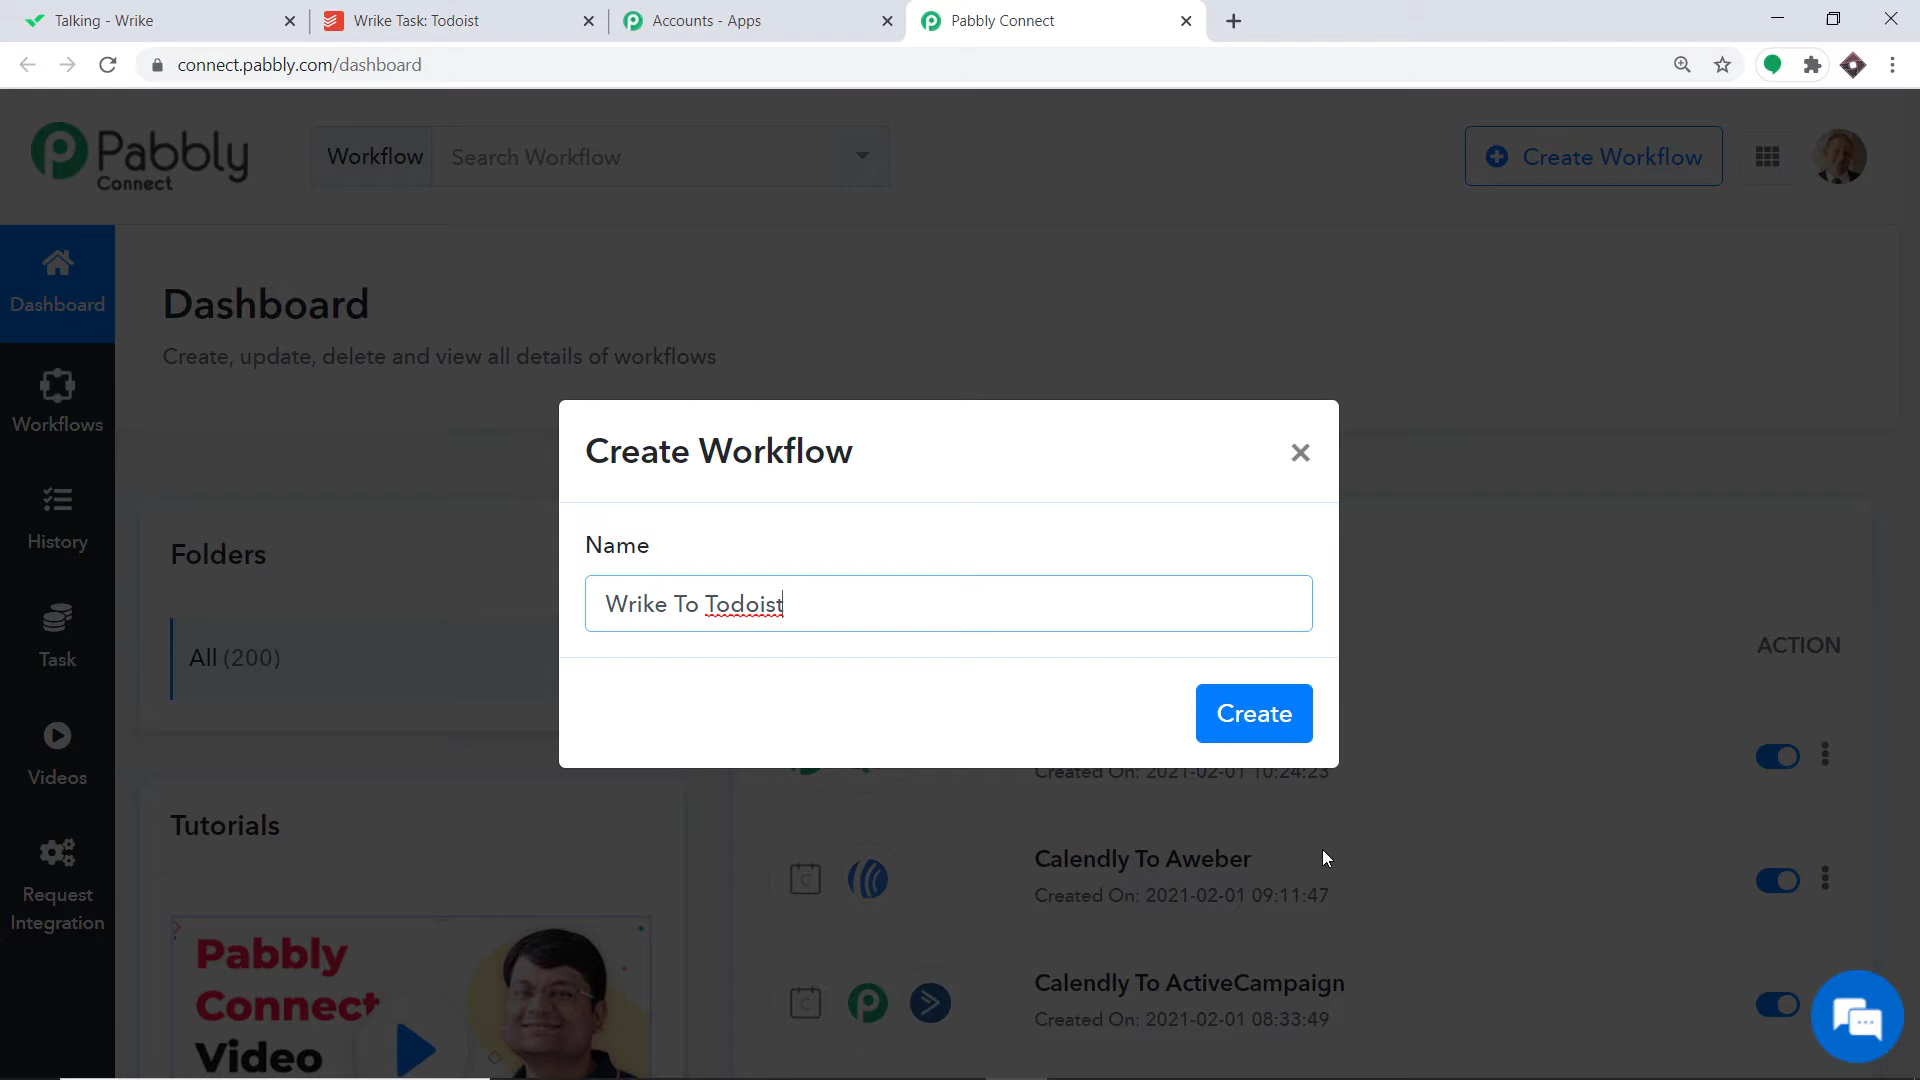 Talking - Wrike
Wrike Task: Todoist
Accounts - Apps
Pabbly Connect
connect.pabbly.com/dashboard
Pabbly
Connect
Workflow
Search Workflow
Create Workflow
Dashboard
Workflows
History
Task
Videos
Request
Integration
Dashboard
Create, update, delete and view all details of workflows
Folders
All (200)
Tutorials
Pabbly
Connect
Video
Create Workflow
Name
Wrike To Todoist
Create
ACTION
Created On: 2021-02-01 10:24:23
Calendly To Aweber
Created On: 2021-02-01 09:11:47
Calendly To ActiveCampaign
Created On: 2021-02-01 08:33:49